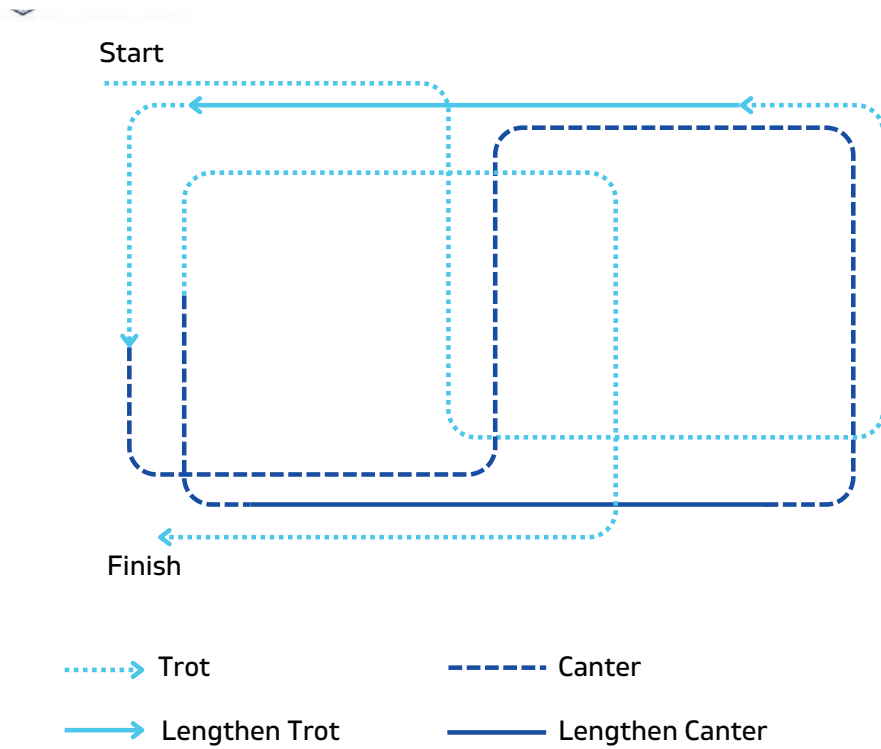 Start
Finish
Trot
Canter
Lengthen Trot
Lengthen Canter